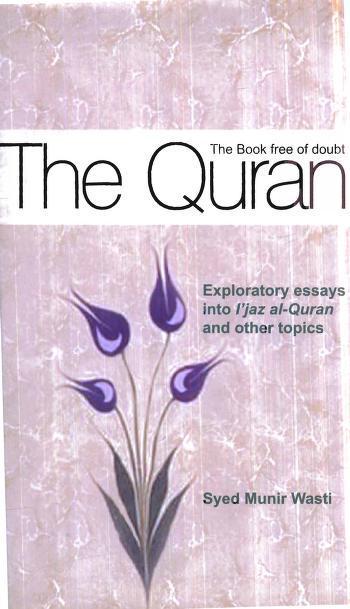 The Book free of doubt
The Quran
Exploratory essays
into I'jaz al-Quran
and other topics
Syed Munir Wasti